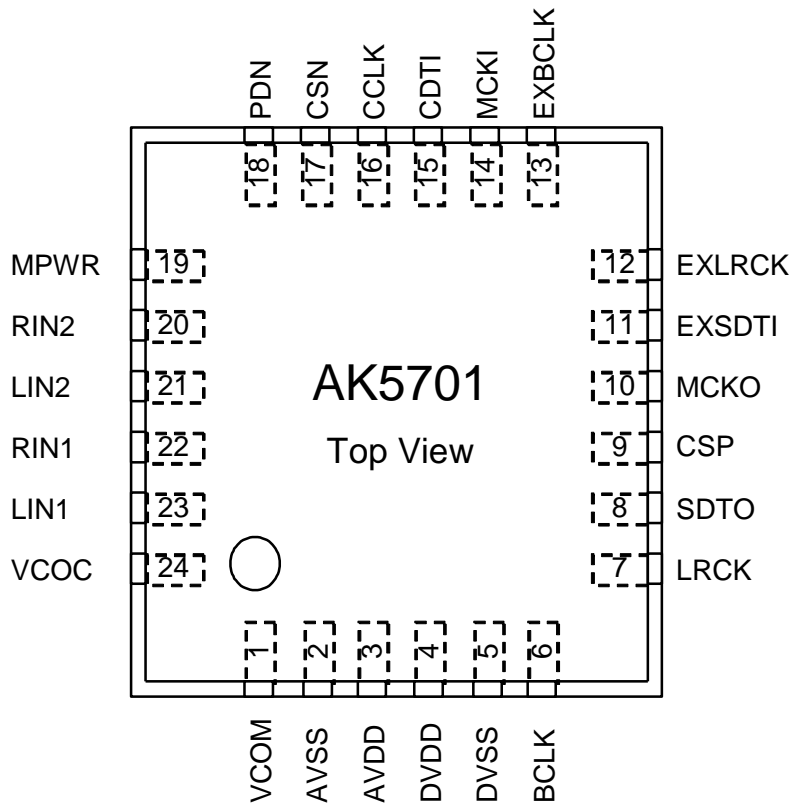 PDN
CSN
CCLK
CDTI
MCKI
EXBCLK
18
17
16
15
14
13
MPWR 19
12 EXLRCK
RIN2 20
11 EXSDTI
LIN2 21
AK5701
10 MCKO
RIN1 22
Top View
9 CSP
LIN1 23
8 SDTO
VCOC 24
7 LRCK
1
2
3
4
5
6
VCOM
AVSS
AVDD
DVDD
DVSS
BCLK